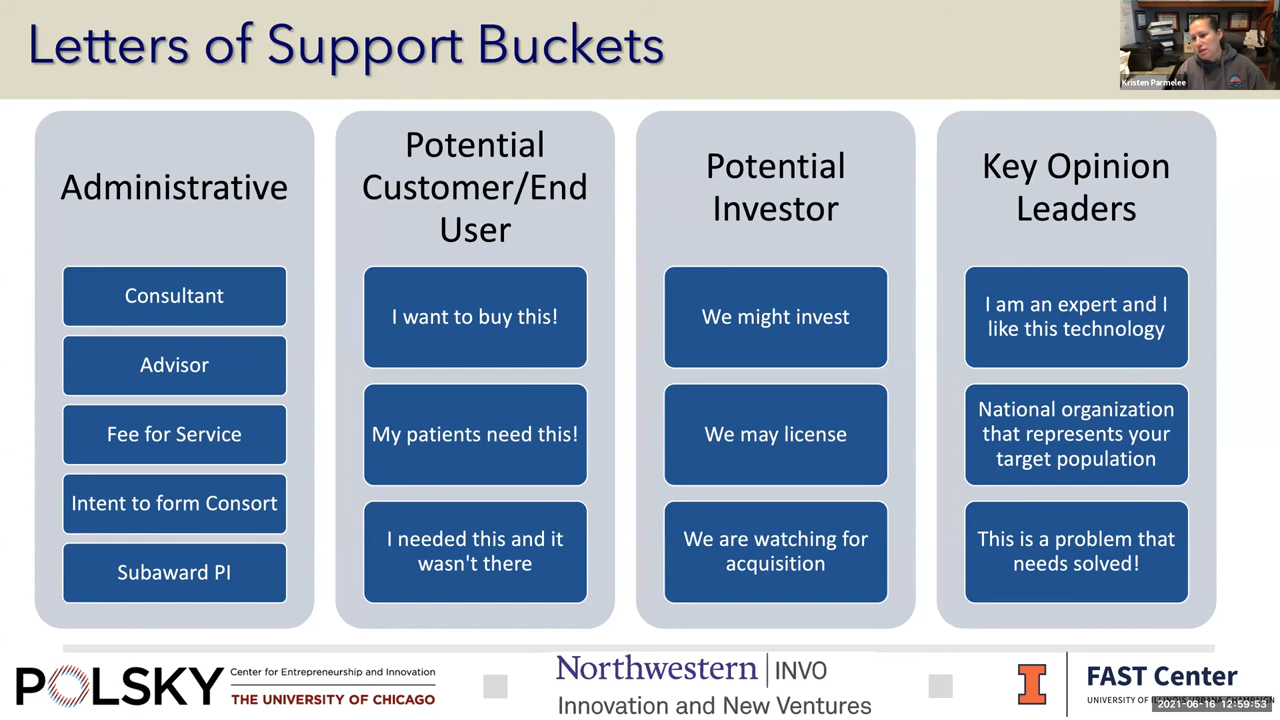 Letters of Support Buckets
Kristen Parmelee
Administrative
Consultant
Advisor
Fee for Service
Intent to form Consort
Subaward PI
Potential
Customer/End
User
I want to buy this!
My patients need this!
I needed this and it
wasn't there
Potential
Investor
We might invest
We may license
We are watching for
acquisition
Key Opinion
Leaders
I am an expert and I
like this technology
National organization
that represents your
target population
This is a problem that
needs solved!
POLSKY
Center for Entrepreneurship and Innovation
THE UNIVERSITY OF CHICAGO
Northwestern | INVO
Innovation and New Ventures
I
FAST Center
UNIVERSITY OF ILLINOIS URBANA-CHAMPAIGN
2021-06-16 12:59:53